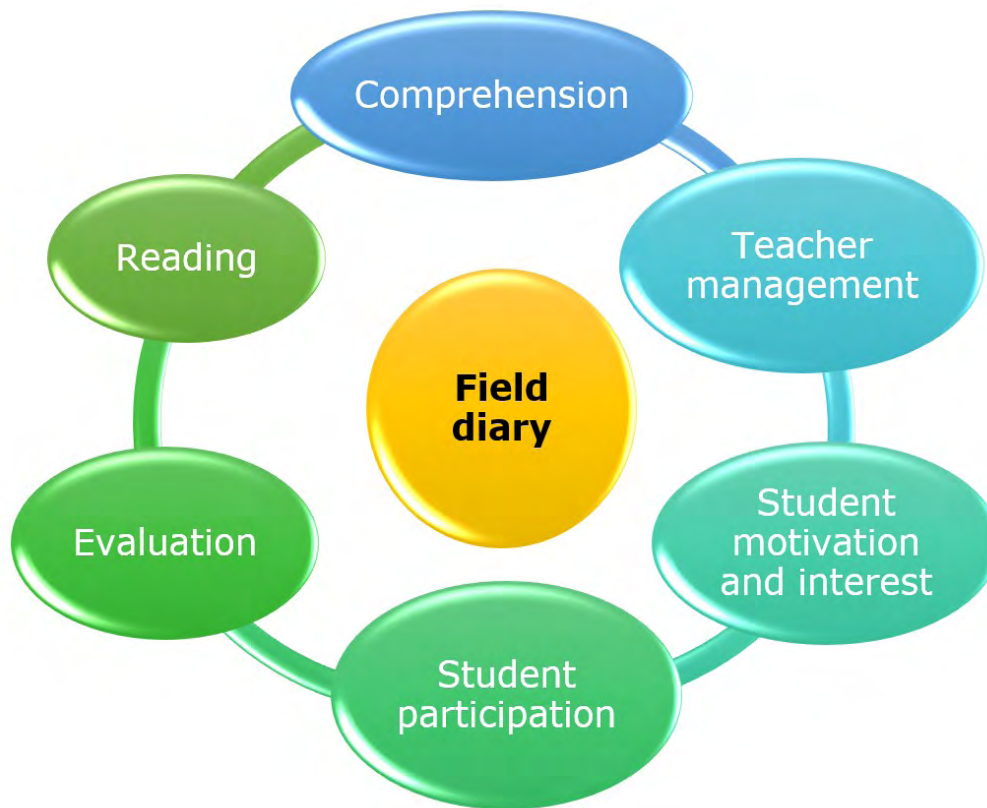 Comprehension
Teacher
management
Student
motivation
and interest
Student
participation
Evaluation
Reading
Field
diary